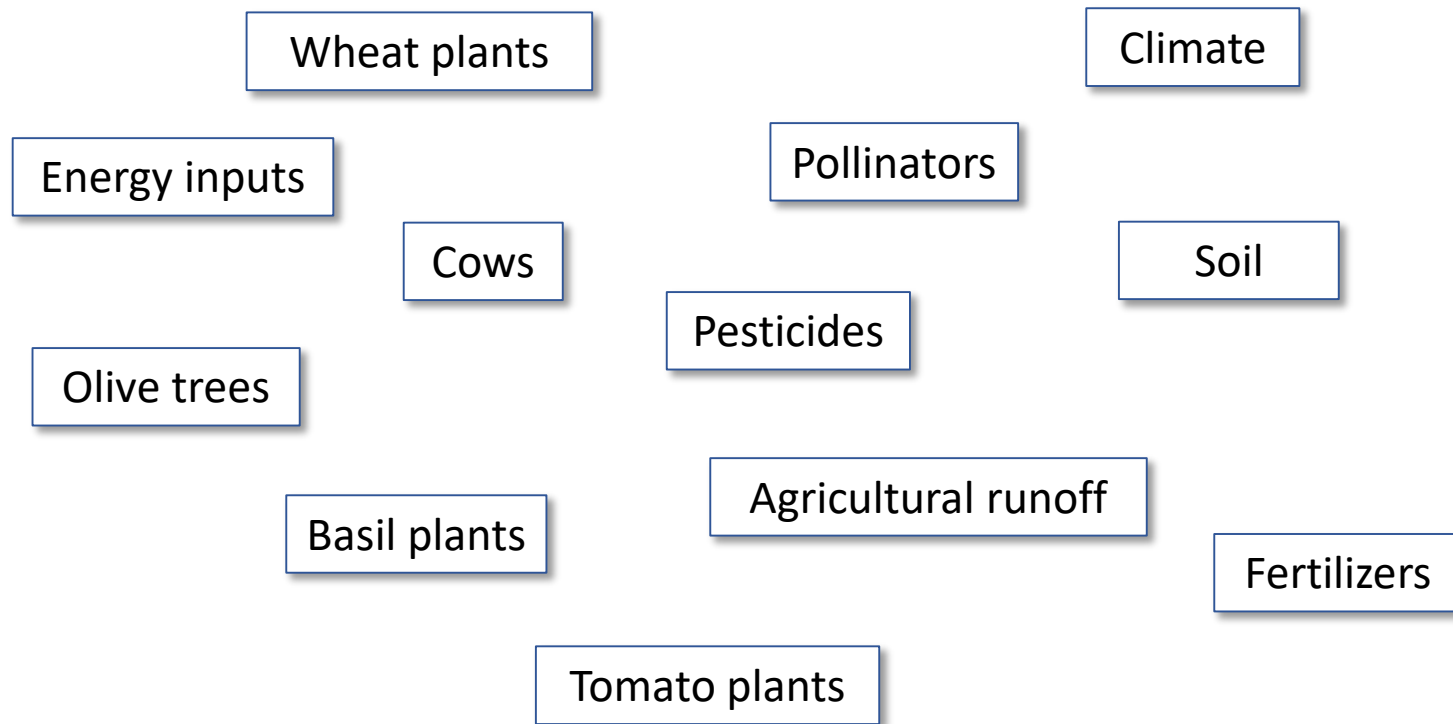 Wheat plants
Climate
Energy inputs
Pollinators
Cows
Soil
Pesticides
Olive trees
Agricultural runoff
Basil plants
Fertilizers
Tomato plants